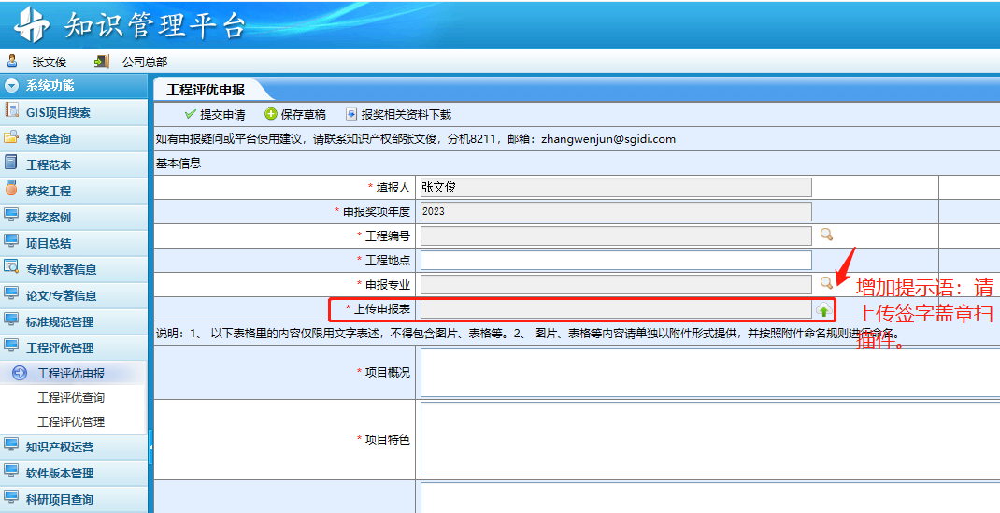 知识管理平台
张文俊 公司总部
系统功能
GIS项目搜索
档案查询
工程范本
获奖工程
获奖案例
项目总结
专利/软著信息
论文/专著信息
标准规范管理
工程评优管理
工程评优申报
工程评优查询
工程评优管理
知识产权运营
软件版本管理
科研项目查询
工程评优申报
提交申请 保存草稿 报奖相关资料下载
如有申报疑问或平台使用建议，请联系知识产权部张文俊，分机8211，邮箱：zhangwenjun@sgidi.com
基本信息
* 填报人 张文俊
* 申报奖项年度 2023
* 工程编号
* 工程地点
* 申报专业
* 上传申报表
增加提示语：请
上传签字盖章扫
描件。
说明：1、 以下表格里的内容仅限用文字表述，不得包含图片、表格等。2、 图片、表格等内容请单独以附件形式提供，并按照附件命名规则进行命名。
* 项目概况
* 项目特色